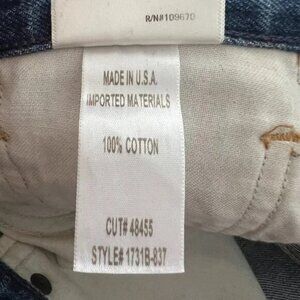 R/N#109670
MADE IN U.S.A.
IMPORTED MATERIALS
100% COTTON
CUT# 48455
STYLE# 1731B-837